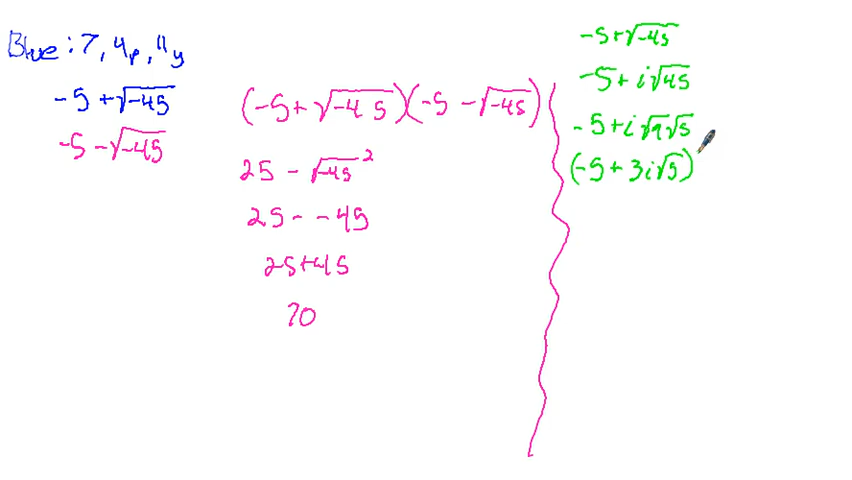 Blue: 7, 4p, 11y
-5 + √-45
-5 - √-45
(-5 + √-45)(-5 - √-45)
25 - √-45²
25 - -45
25+45
70
-5+√-45
-5 + i√45
-5 + i√9√5
(-5 + 3i√5)